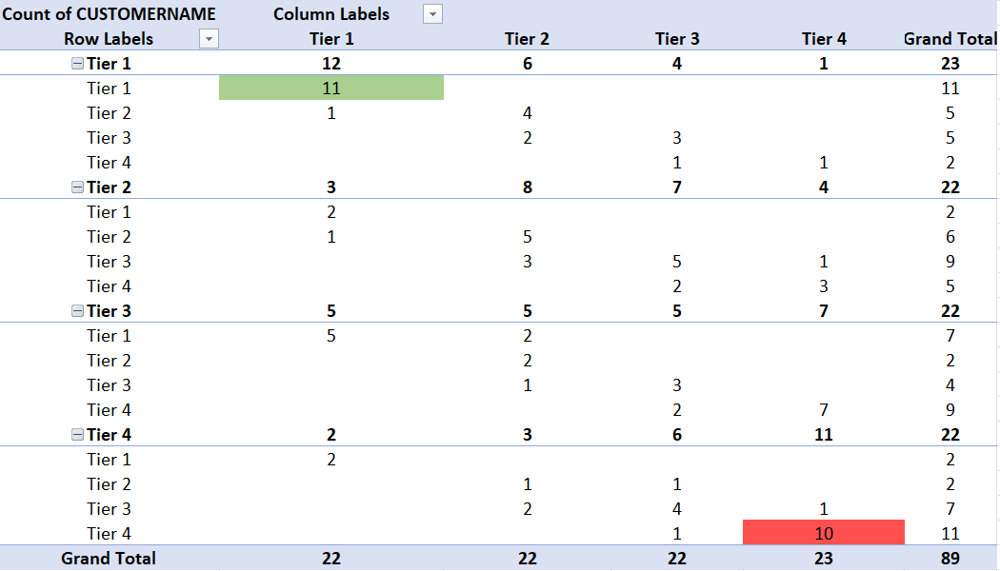 Count of CUSTOMERNAME Column Labels
Row Labels Tier 1 Tier 2 Tier 3 Tier 4 Grand Total
Tier 1 12 6 4 1 23
Tier 1 11 11
Tier 2 1 4 5
Tier 3 2 3 5
Tier 4 1 1 2
Tier 2 3 8 7 4 22
Tier 1 2 2
Tier 2 1 5 6
Tier 3 3 5 1 9
Tier 4 2 3 5
Tier 3 5 5 5 7 22
Tier 1 5 2 7
Tier 2 2 2
Tier 3 1 3 4
Tier 4 2 7 9
Tier 4 2 3 6 11 22
Tier 1 2 2
Tier 2 1 1 2
Tier 3 2 4 1 7
Tier 4 1 10 11
Grand Total 22 22 22 23 89